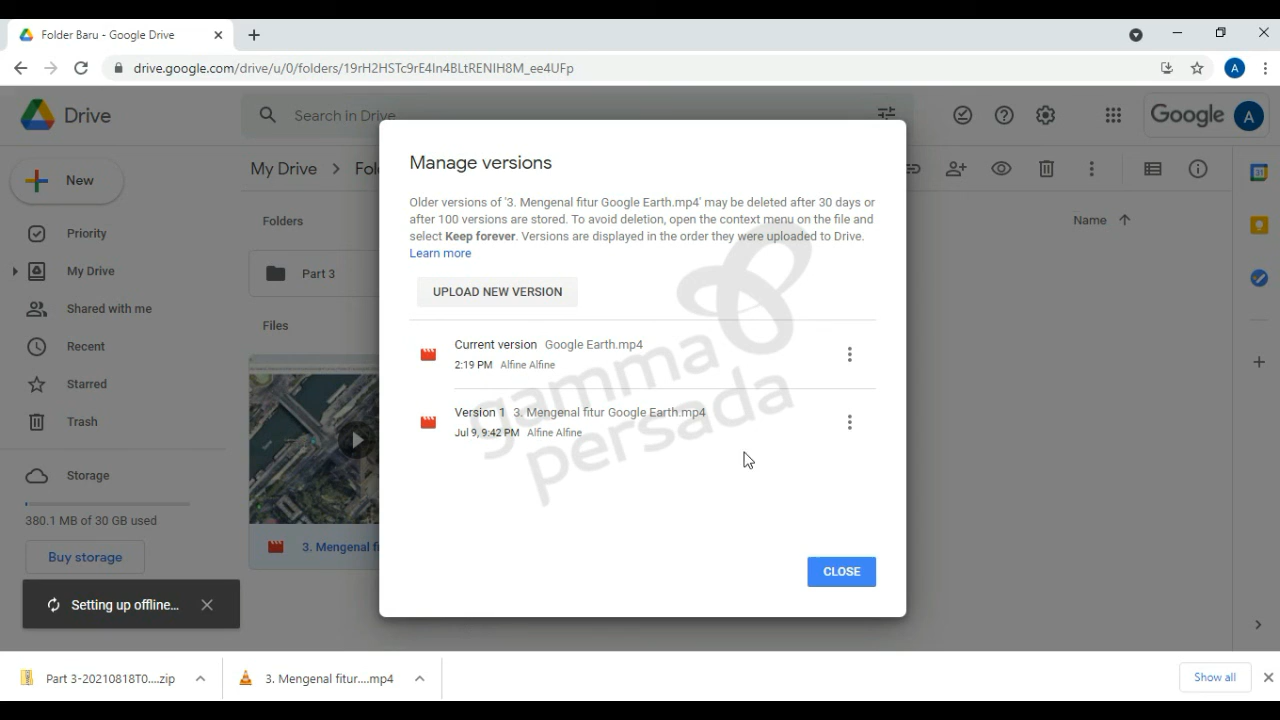 Folder Baru - Google Drive
drive.google.com/drive/u/0/folders/19rH2HSTc9rE4In4BLtRENIH8M_ee4UFp
A
Drive
Search in Drive
Google
A
New
My Drive
Name
Priority
My Drive
Shared with me
Recent
Starred
Trash
Storage
380.1 MB of 30 GB used
Buy storage
Setting up offline...
Folders
Part 3
Files
3. Mengenal fi
Manage versions
Older versions of '3. Mengenal fitur Google Earth.mp4' may be deleted after 30 days or
after 100 versions are stored. To avoid deletion, open the context menu on the file and
select Keep forever. Versions are displayed in the order they were uploaded to Drive.
Learn more
UPLOAD NEW VERSION
Current version Google Earth.mp4
2:19 PM Alfine Alfine
Version 1 3. Mengenal fitur Google Earth.mp4
Jul 9, 9:42 PM Alfine Alfine
gamma
persada
CLOSE
31
Part 3-20210818T0....zip
3. Mengenal fitur....mp4
Show all